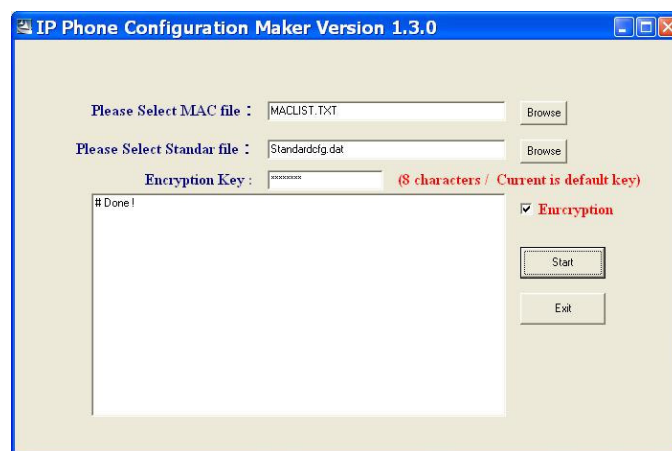 IP Phone Configuration Maker Version 1.3.0
Please Select MAC file : MACLIST.TXT Browse
Please Select Standar file : Standardcfg.dat Browse
Encryption Key : ******** (8 characters / Current is default key)
# Done !
Enrcryption
Start
Exit